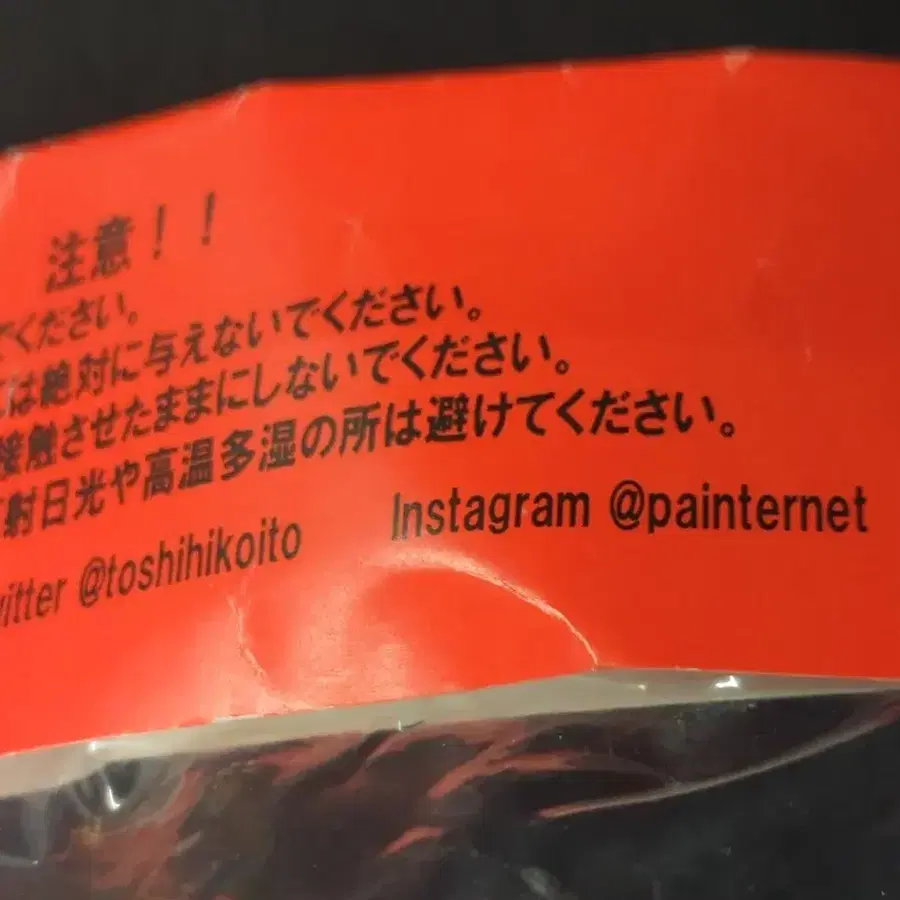 注意！！
でください。
は絶対に与えないでください。
接触させたままにしないでください。
射日光や高温多湿の所は避けてください。
witter @toshihikoito Instagram @painternet